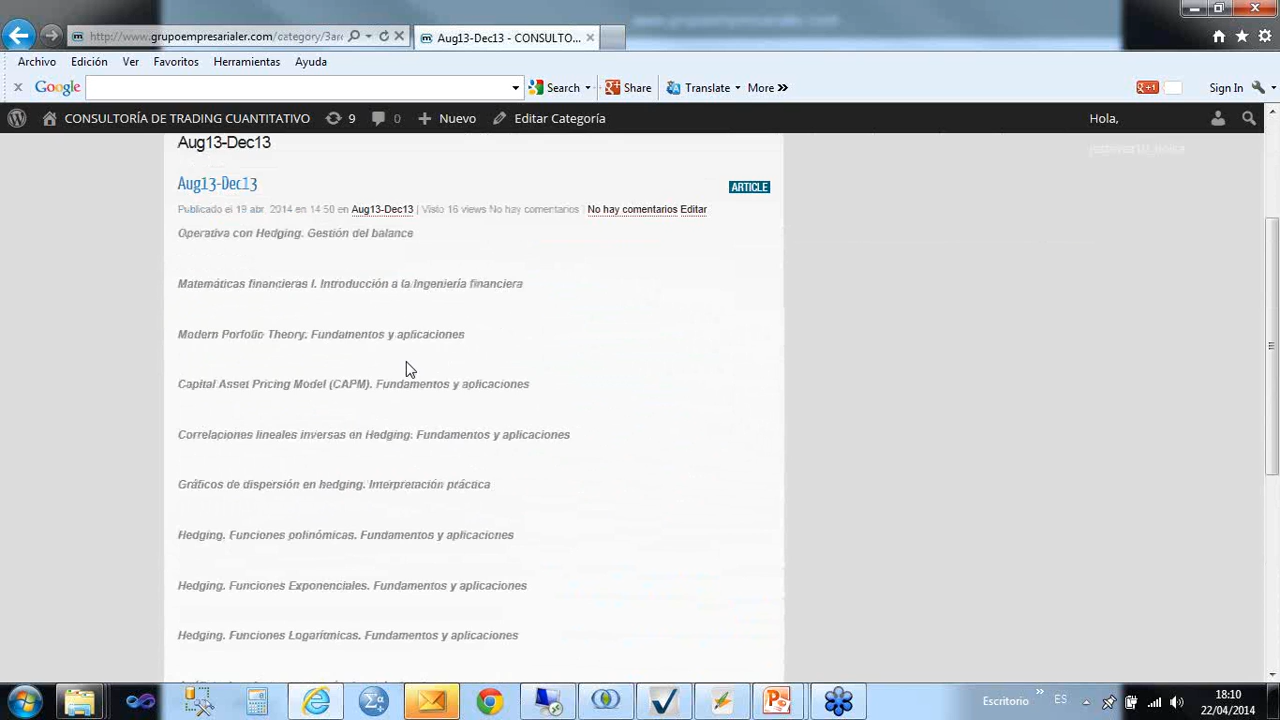 www.grupoempresarialer.com
http://www.grupoempresarialer.com/category/3arc
Aug13-Dec13 - CONSULTO...
Archivo Edición Ver Favoritos Herramientas Ayuda
Google Search Share Translate More »
+1 Sign In
CONSULTORÍA DE TRADING CUANTITATIVO 9 0 + Nuevo Editar Categoría Hola,
Aug13-Dec13
Aug13-Dec13 ARTICLE
Publicado el 19 abr, 2014 en 14:50 en Aug13-Dec13 | Visto 16 views No hay comentarios | No hay comentarios Editar
Operativa con Hedging. Gestión del balance
Matemáticas financieras I. Introducción a la Ingeniería financiera
Modern Porfolio Theory. Fundamentos y aplicaciones
Capital Asset Pricing Model (CAPM). Fundamentos y aplicaciones
Correlaciones lineales inversas en Hedging. Fundamentos y aplicaciones
Gráficos de dispersión en hedging. Interpretación práctica
Hedging. Funciones polinómicas. Fundamentos y aplicaciones
Hedging. Funciones Exponenciales. Fundamentos y aplicaciones
Hedging. Funciones Logarítmicas. Fundamentos y aplicaciones
Escritorio » ES 18:10
22/04/2014